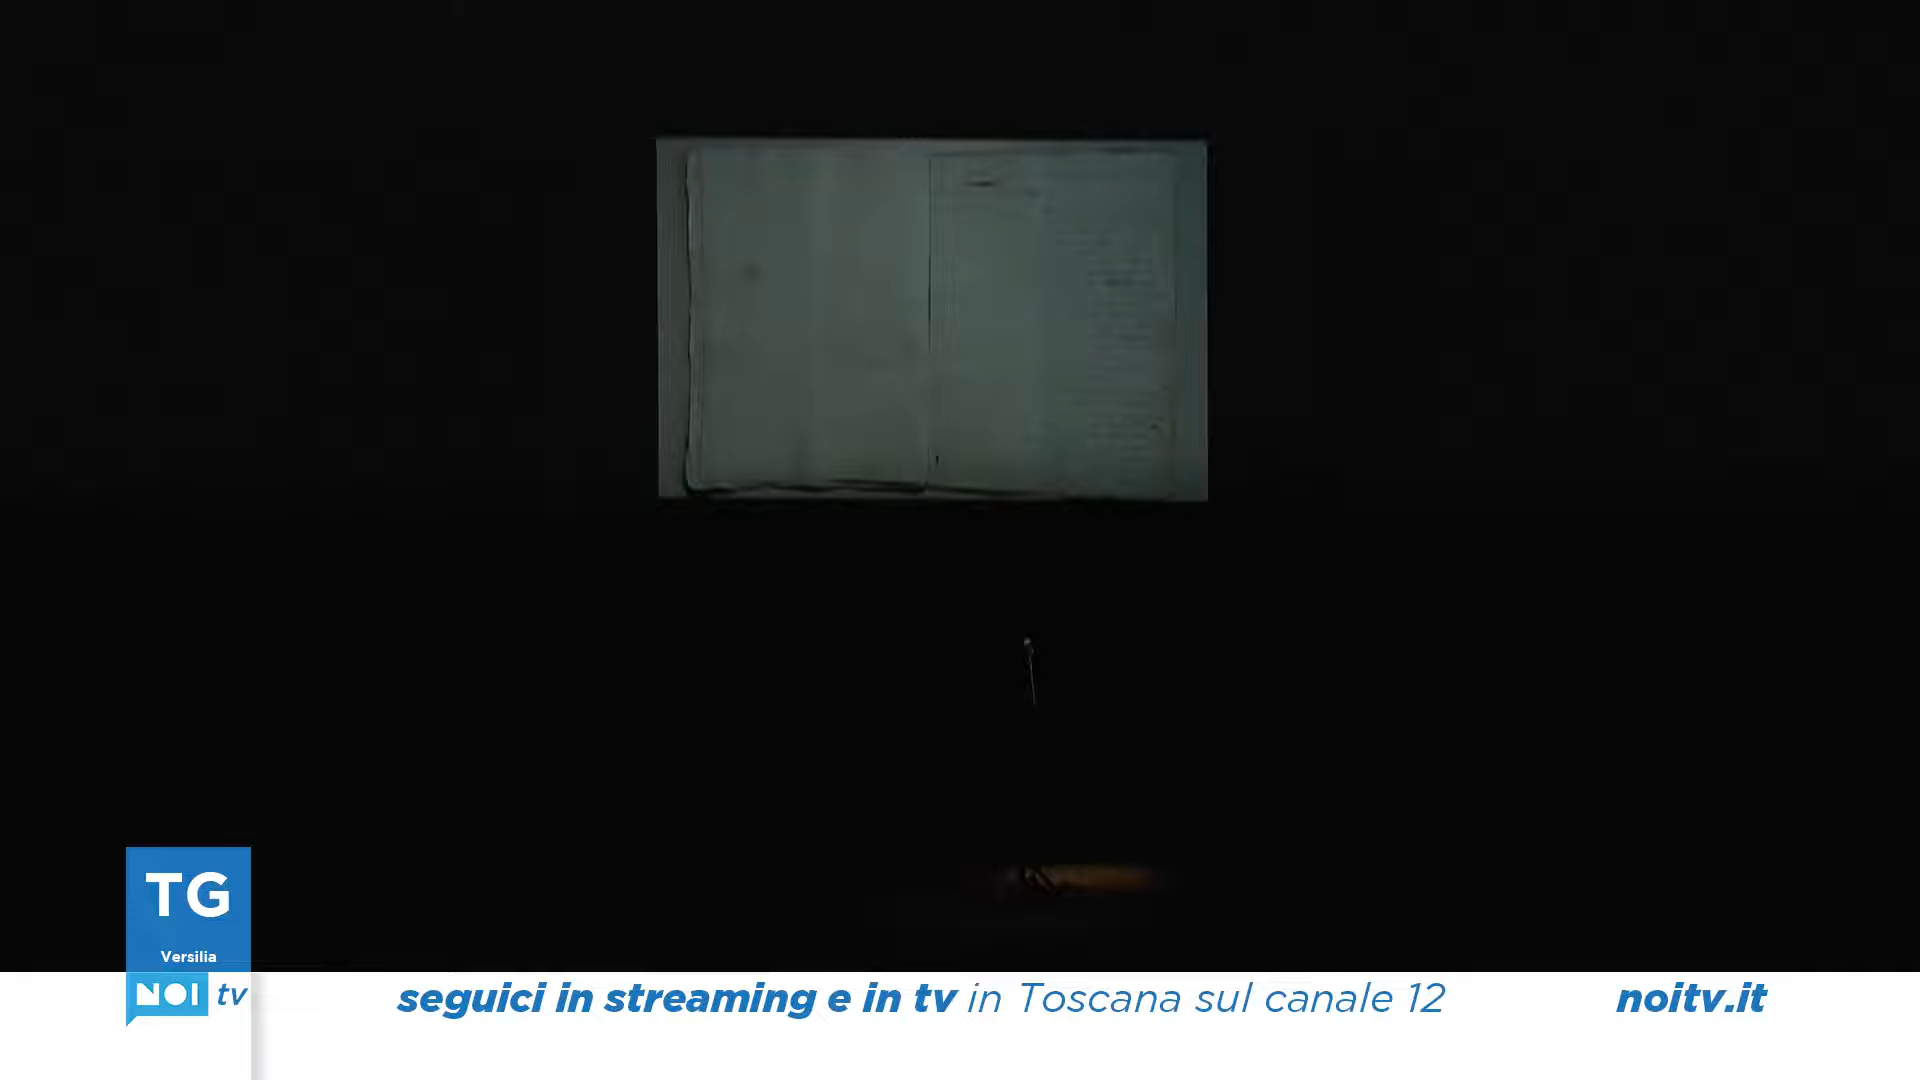 TG
Versilia
NOI tv
seguici in streaming e in tv in Toscana sul canale 12
noitv.it